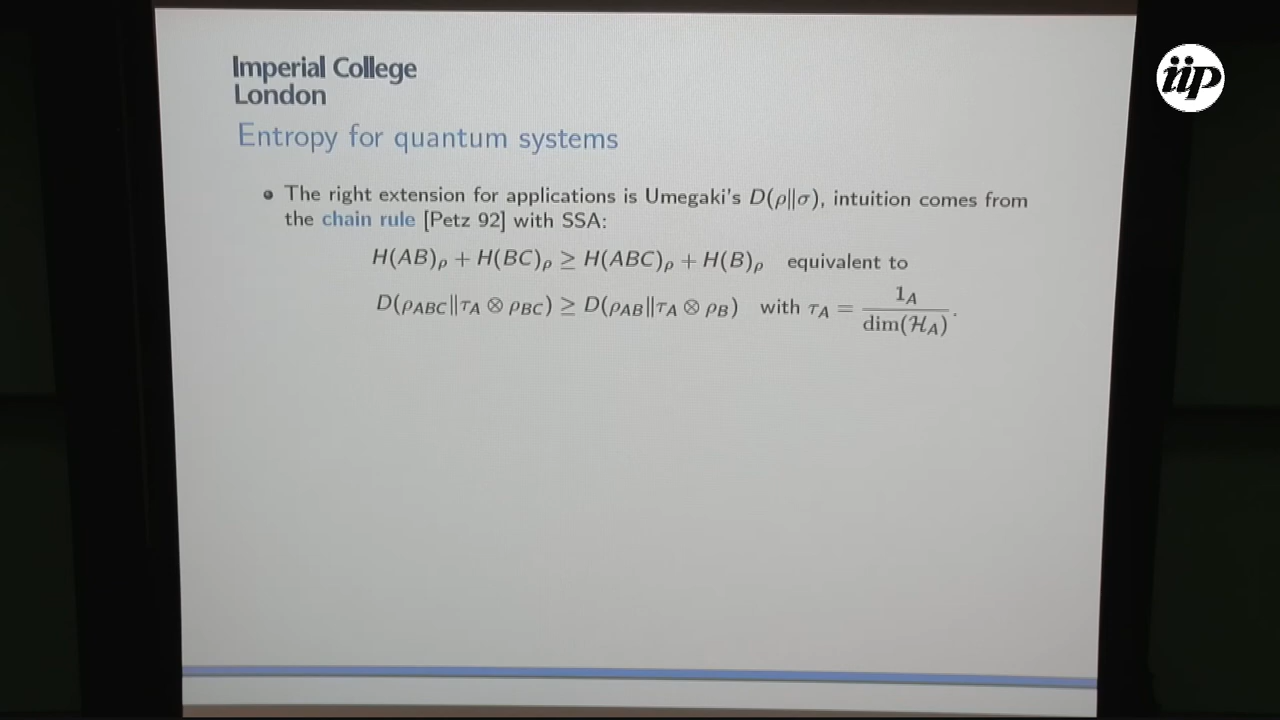 iip
Imperial College
London
Entropy for quantum systems
• The right extension for applications is Umegaki's D(ρ||σ), intuition comes from
the chain rule [Petz 92] with SSA:
H(AB)ρ + H(BC)ρ ≥ H(ABC)ρ + H(B)ρ equivalent to
D(ρABC||τA ⊗ ρBC) ≥ D(ρAB||τA ⊗ ρB) with τA = 1A / dim(ℋA).